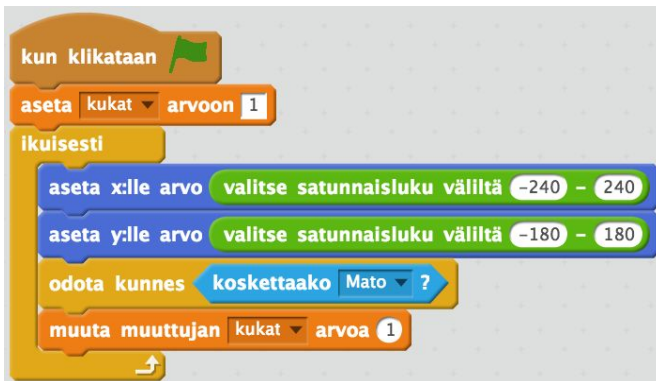 kun klikataan
aseta kukat arvoon 1
ikuisesti
aseta x:lle arvo valitse satunnaisluku väliltä -240 - 240
aseta y:lle arvo valitse satunnaisluku väliltä -180 - 180
odota kunnes koskettaako Mato ?
muuta muuttujan kukat arvoa 1